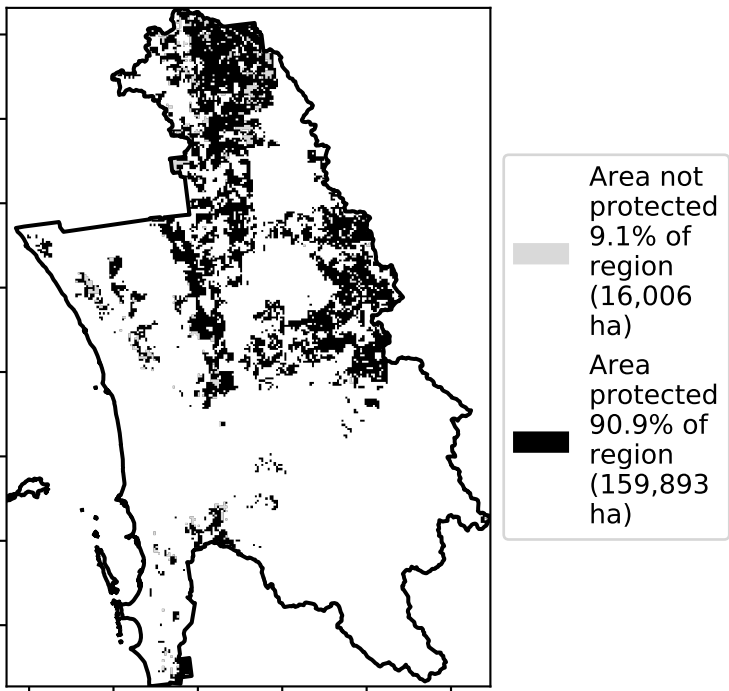 Area not
protected
9.1% of
region
(16,006
ha)
Area
protected
90.9% of
region
(159,893
ha)